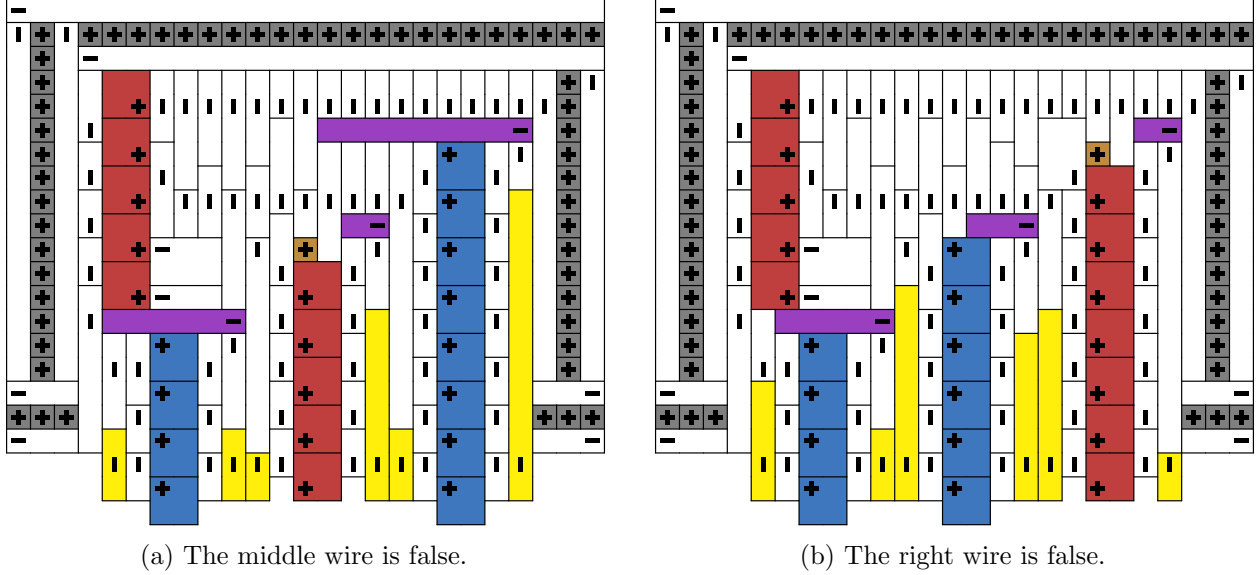 (a) The middle wire is false.
(b) The right wire is false.